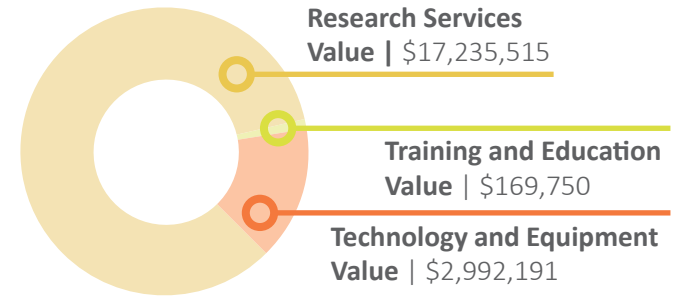 Research Services
Value | $17,235,515
Training and Education
Value | $169,750
Technology and Equipment
Value | $2,992,191